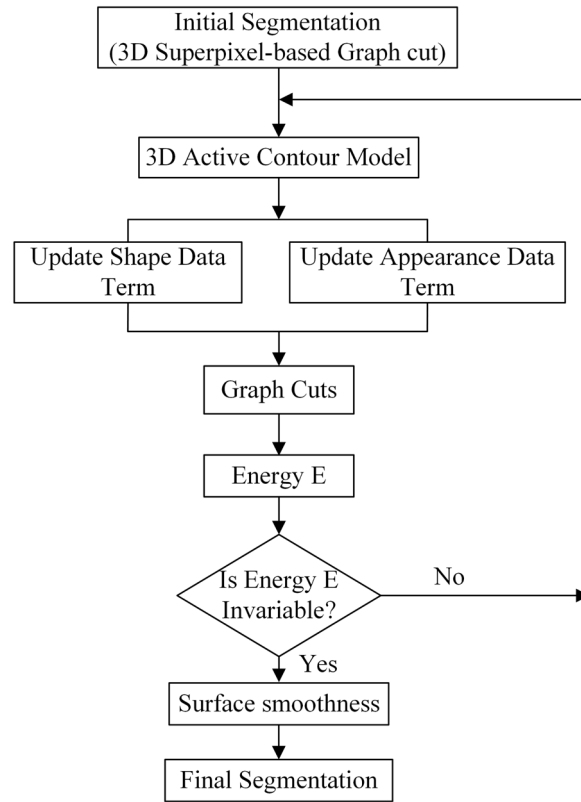 Initial Segmentation
(3D Superpixel-based Graph cut)
3D Active Contour Model
Update Shape Data
Term
Update Appearance Data
Term
Graph Cuts
Energy E
Is Energy E
Invariable?
No
Yes
Surface smoothness
Final Segmentation